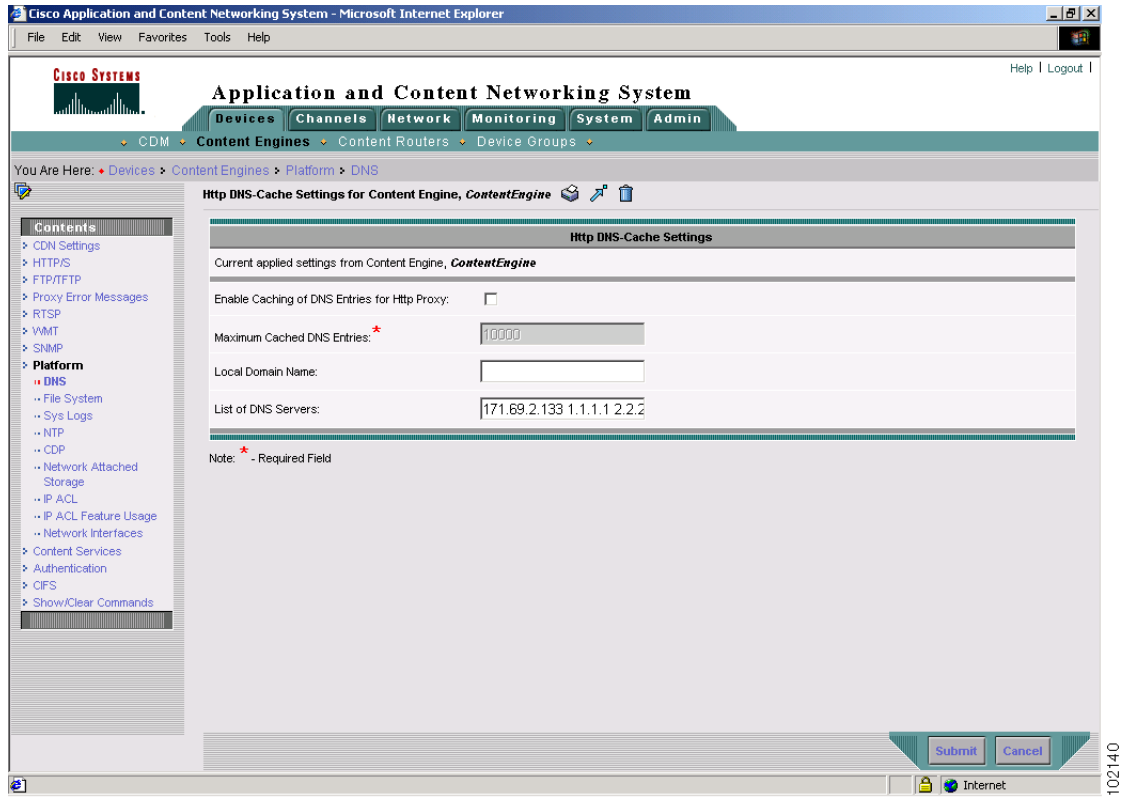 Cisco Application and Content Networking System - Microsoft Internet Explorer
File Edit View Favorites Tools Help
Help | Logout |
CISCO SYSTEMS
Application and Content Networking System
Devices Channels Network Monitoring System Admin
CDM Content Engines Content Routers Device Groups
You Are Here: Devices Content Engines Platform DNS
Http DNS-Cache Settings for Content Engine, ContentEngine
Contents
CDN Settings
HTTP/S
FTP/TFTP
Proxy Error Messages
RTSP
WMT
SNMP
Platform
DNS
File System
Sys Logs
NTP
CDP
Network Attached
Storage
IP ACL
IP ACL Feature Usage
Network Interfaces
Content Services
Authentication
CIFS
Show/Clear Commands
Http DNS-Cache Settings
Current applied settings from Content Engine, ContentEngine
Enable Caching of DNS Entries for Http Proxy:
Maximum Cached DNS Entries:* 10000
Local Domain Name:
List of DNS Servers: 171.69.2.133 1.1.1.1 2.2.2
Note: * - Required Field
Submit Cancel
Internet
102140